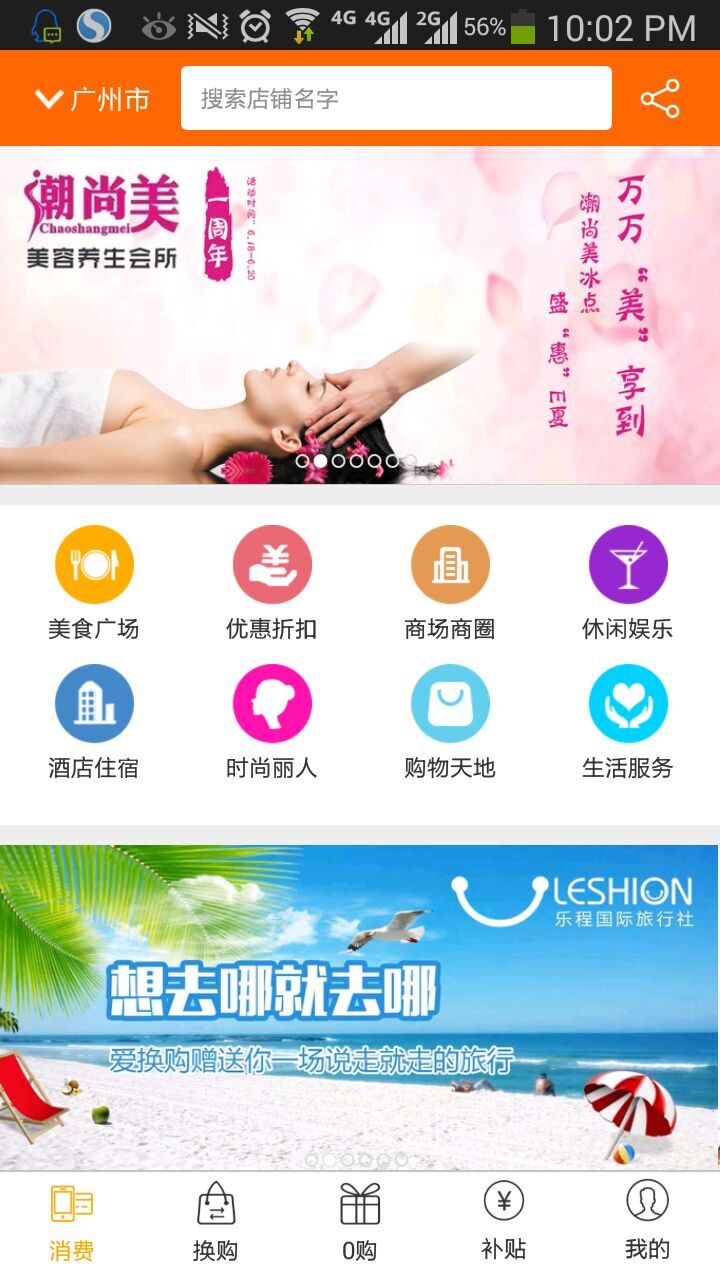 4G 4G 2G 56% 10:02 PM
广州市
搜索店铺名字
潮尚美
Chaoshangmei
美容养生会所
一周年
活动时间：6.18-6.20
万万“美”享到
潮尚美冰点
盛“惠”E夏
美食广场 优惠折扣 商场商圈 休闲娱乐
酒店住宿 时尚丽人 购物天地 生活服务
LESHION
乐程国际旅行社
想去哪就去哪
爱换购赠送你一场说走就走的旅行
消费 换购 0购 补贴 我的